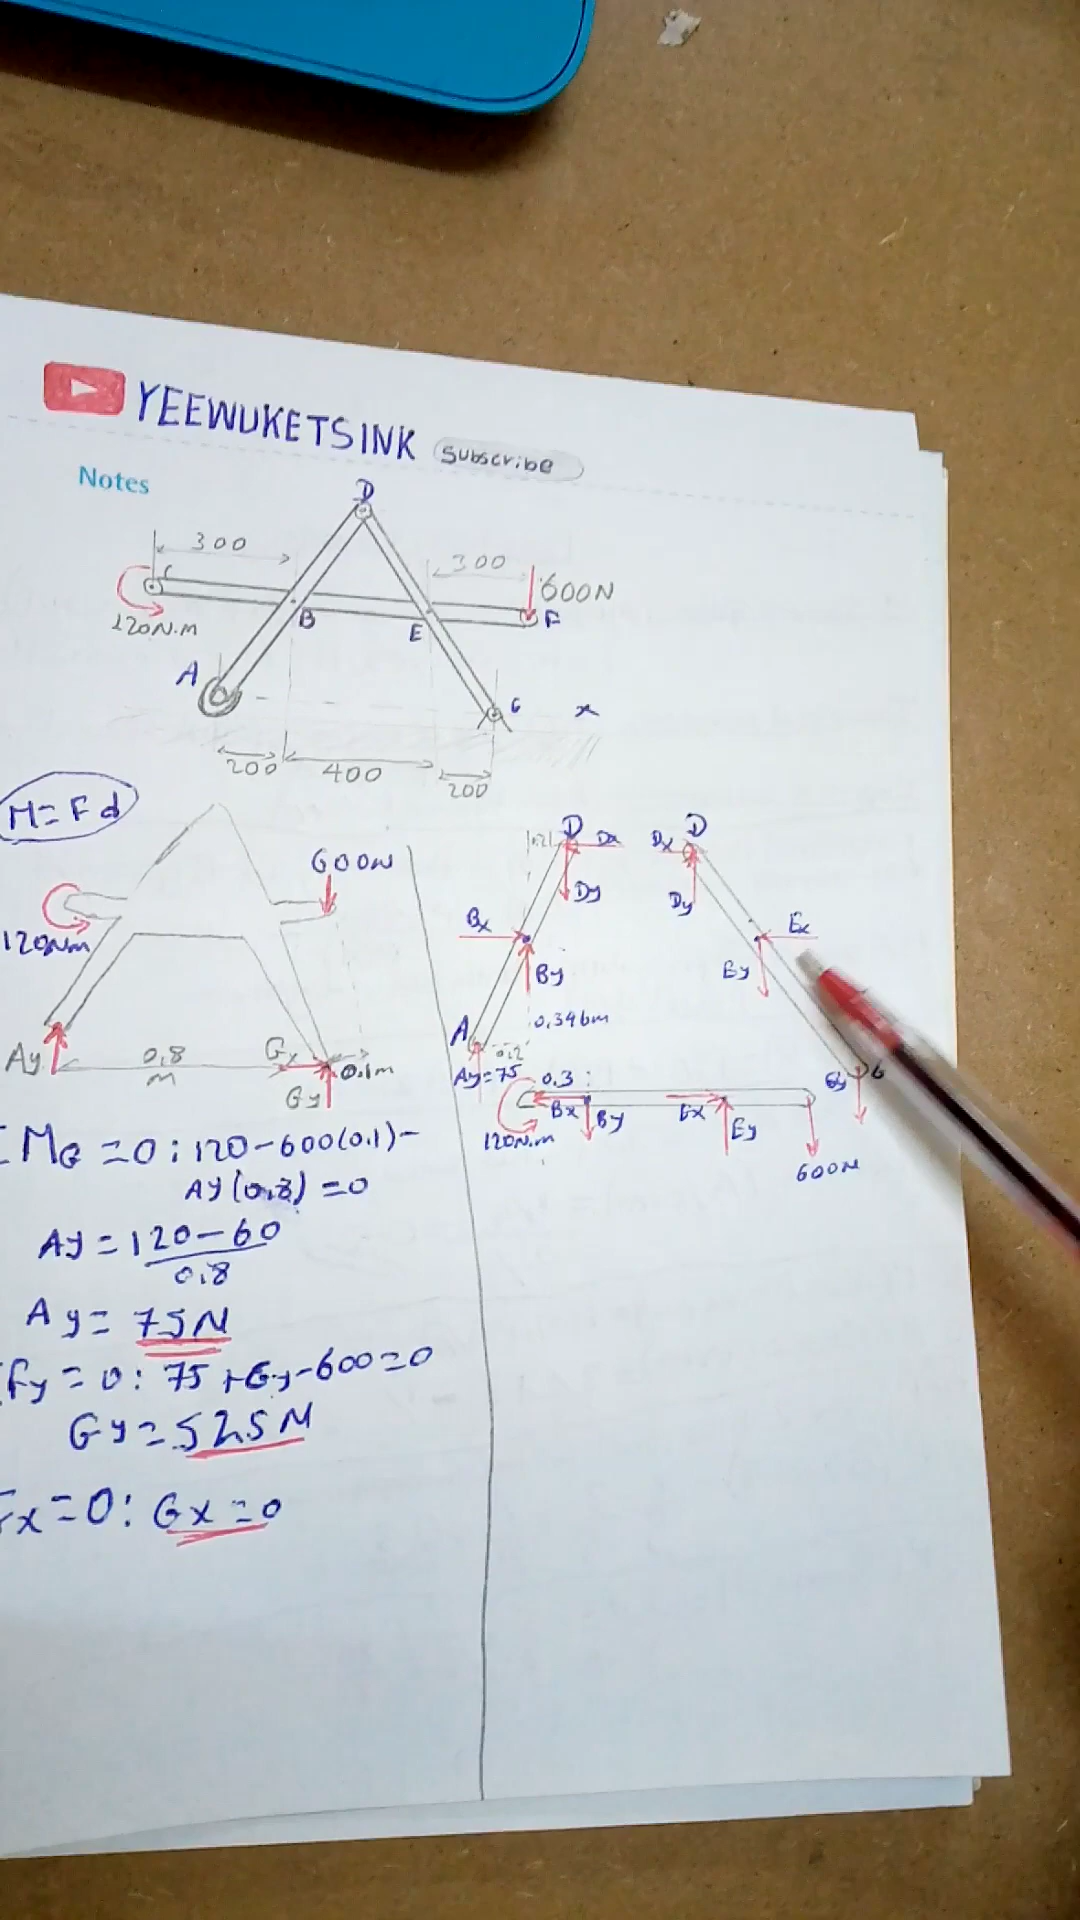 YEEWUKETSINK
subscribe
Notes
D
300
300
C
600N
120N.m
B
E
F
A
G
x
200
400
200
M=Fd
600N
120Nm
Ay
0.8
m
Gx
0.1m
Gy
MG=0: 120-600(0.1)-
Ay(0.8)=0
Ay=120-60
0.8
Ay=75N
Fy=0: 75+Gy-600=0
Gy=525N
Fx=0: Gx=0
D
Dx
Dy
Bx
By
0.346m
A
0.2
Ay=75
Dx
D
Dy
Ex
Ey
G
Gy
0.3
C
Bx
By
Ex
Ey
120N.m
600N